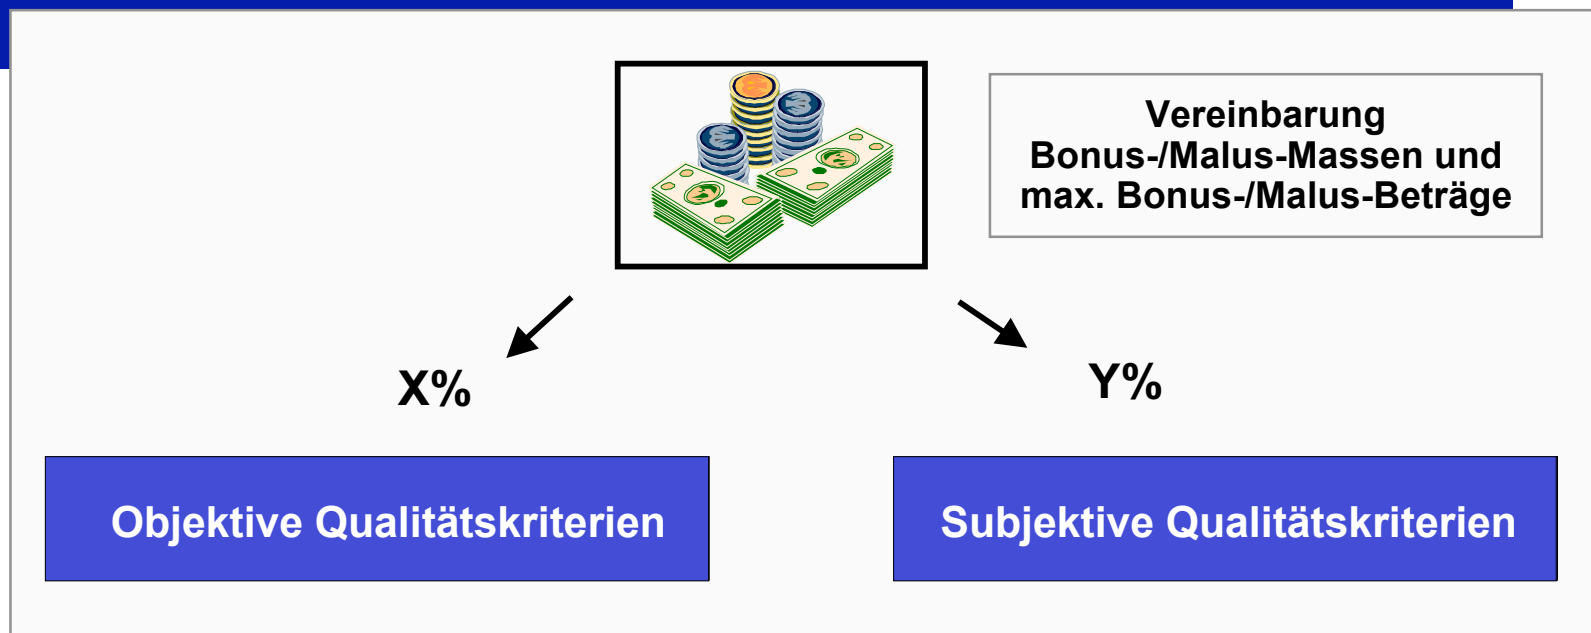 Vereinbarung
Bonus-/Malus-Massen und
max. Bonus-/Malus-Beträge
X%
Y%
Objektive Qualitätskriterien
Subjektive Qualitätskriterien